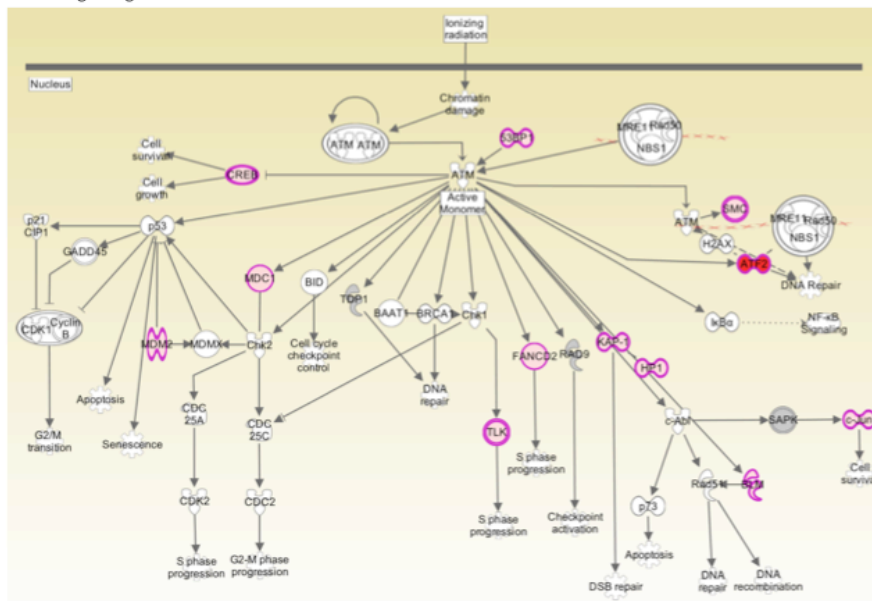 Ionizing
radiation
Nucleus
Chromatin
damage
ATM ATM
53BP1
MRE11 Rad50
NBS1
Cell
survival
CREB
Cell
growth
ATM
Active
Monomer
SMC
ATM
MRE11 Rad50
NBS1
p21
CIP1
p53
H2AX
GADD45
ATF2
DNA Repair
MDC1
BID
TDP1
CDK1 Cyclin
B
BAAT1
BRCA1
Chk1
IκBα
NF-κB
Signaling
MDM2
MDMX
Chk2
Cell cycle
checkpoint
control
FANCD2
RAD9
KAP-1
HP1
Apoptosis
CDC
25A
CDC
25C
DNA
repair
c-Abl
SAPK
c-Jun
G2/M
transition
Senescence
TLK
S phase
progression
Cell
survival
Rad51
BLM
CDK2
CDC2
p73
S phase
progression
Checkpoint
activation
Apoptosis
S phase
progression
G2-M phase
progression
DSB repair
DNA
repair
DNA
recombination